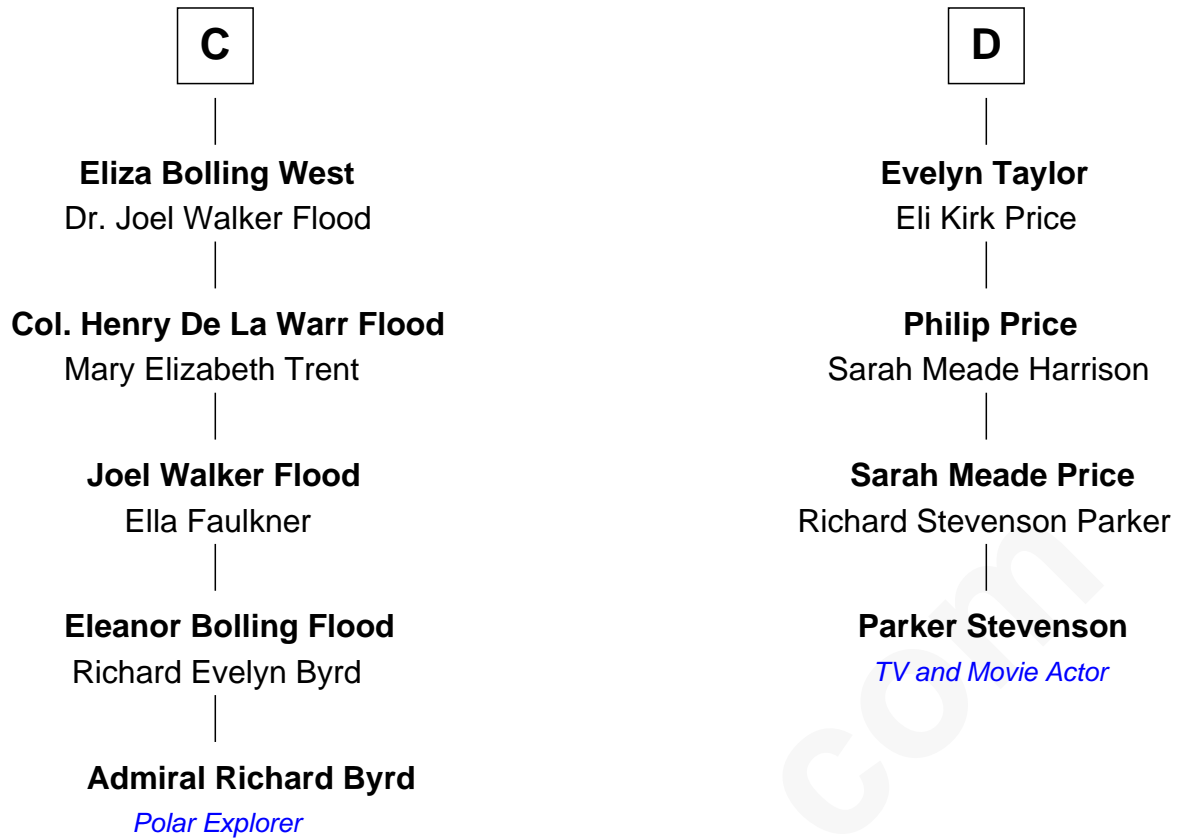 C
Eliza Bolling West
Dr. Joel Walker Flood
Col. Henry De La Warr Flood
Mary Elizabeth Trent
Joel Walker Flood
Ella Faulkner
Eleanor Bolling Flood
Richard Evelyn Byrd
Admiral Richard Byrd
Polar Explorer
D
Evelyn Taylor
Eli Kirk Price
Philip Price
Sarah Meade Harrison
Sarah Meade Price
Richard Stevenson Parker
Parker Stevenson
TV and Movie Actor
com